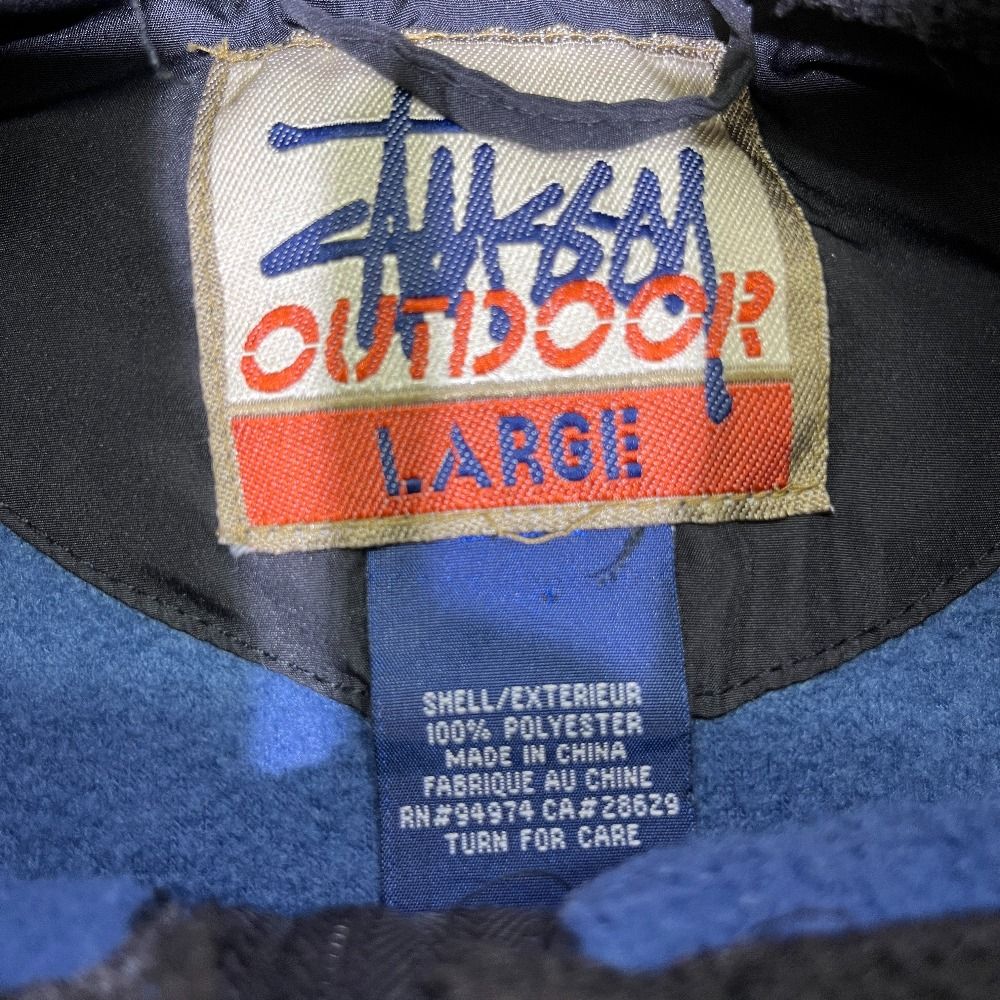 STUSSY
OUTDOOR
LARGE
SHELL/EXTERIEUR
100% POLYESTER
MADE IN CHINA
FABRIQUE AU CHINE
RN#94974 CA#28629
TURN FOR CARE